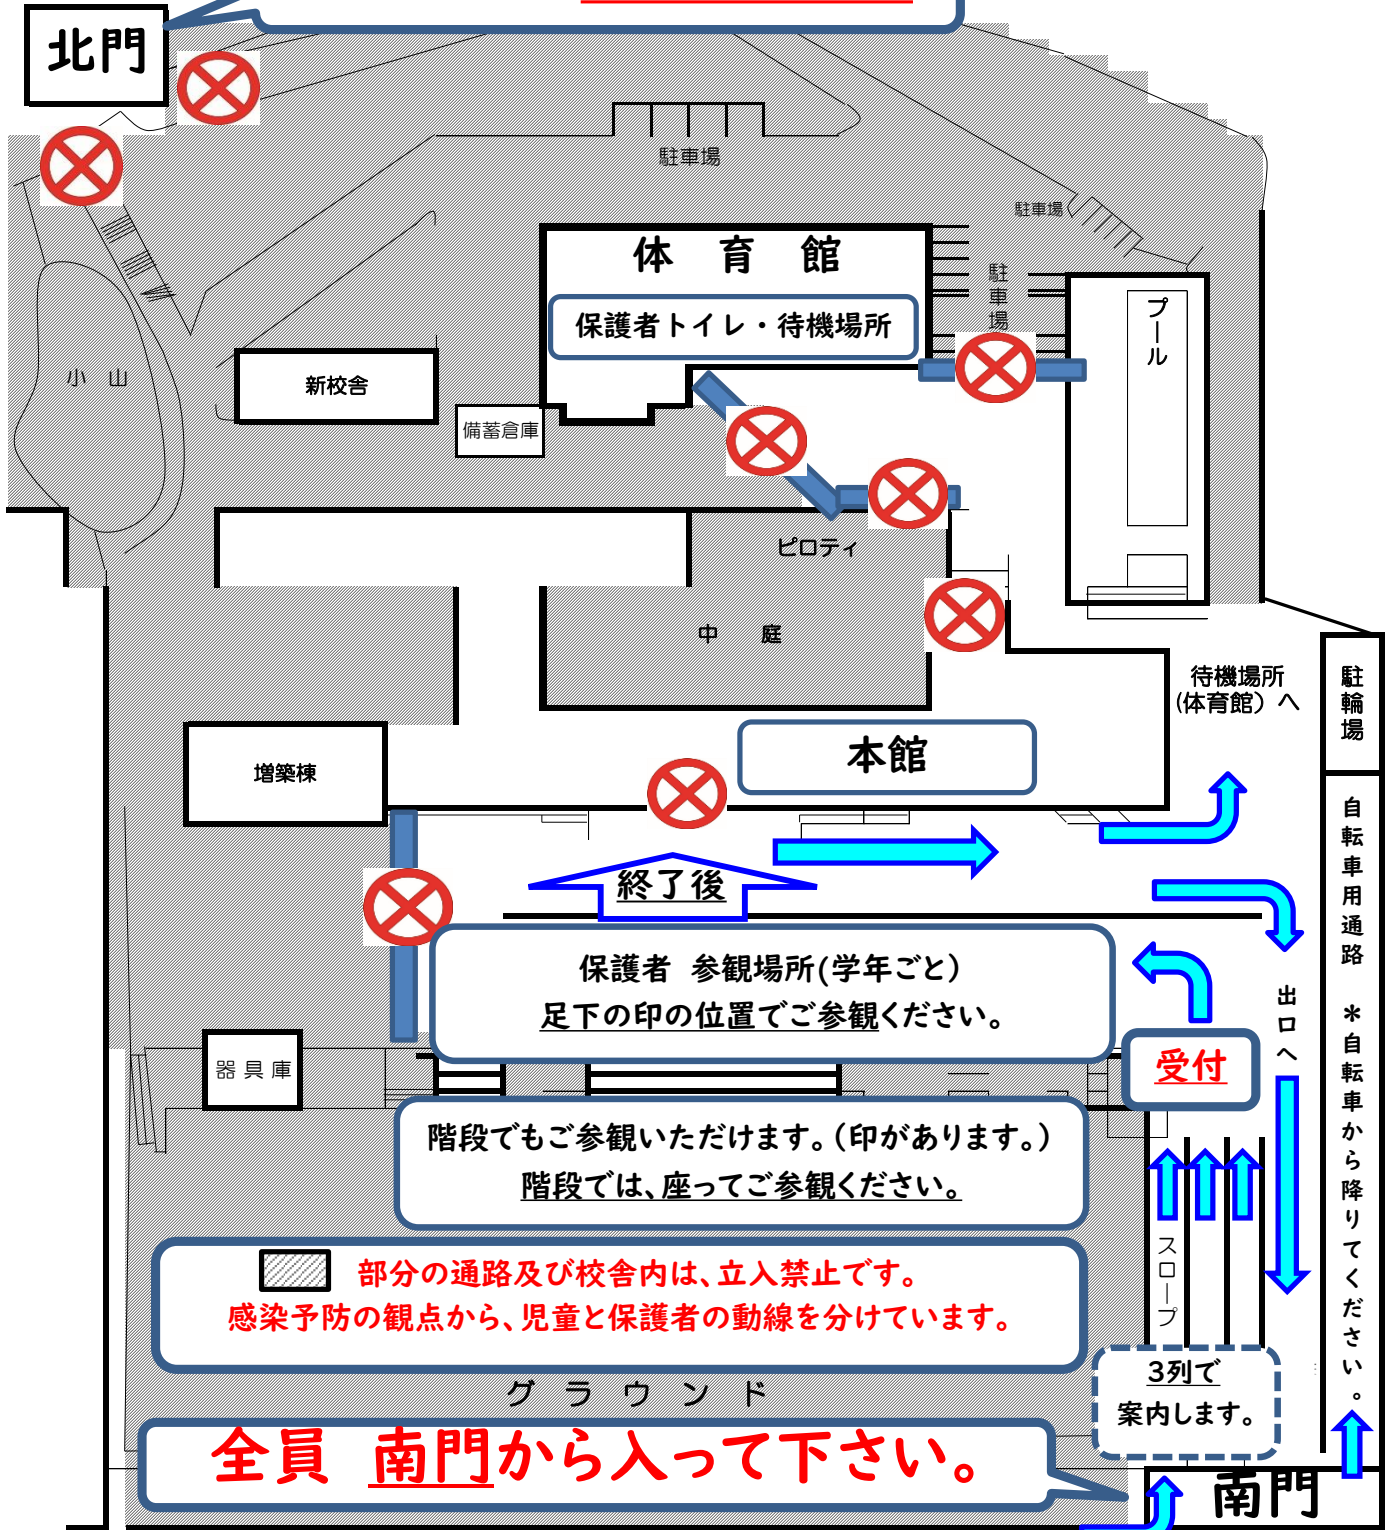 北門
駐車場
駐車場
体 育 館
駐車場
保護者トイレ・待機場所
プール
小 山
新校舎
備蓄倉庫
ピロティ
中 庭
待機場所
(体育館)へ
駐輪場
本館
増築棟
自転車用通路 *自転車から降りてください。
終了後
保護者 参観場所(学年ごと)
足下の印の位置でご参観ください。
出口へ
受付
器具庫
階段でもご参観いただけます。(印があります。)
階段では、座ってご参観ください。
スロープ
部分の通路及び校舎内は、立入禁止です。
感染予防の観点から、児童と保護者の動線を分けています。
3列で
案内します。
グラウンド
全員 南門から入って下さい。
南門